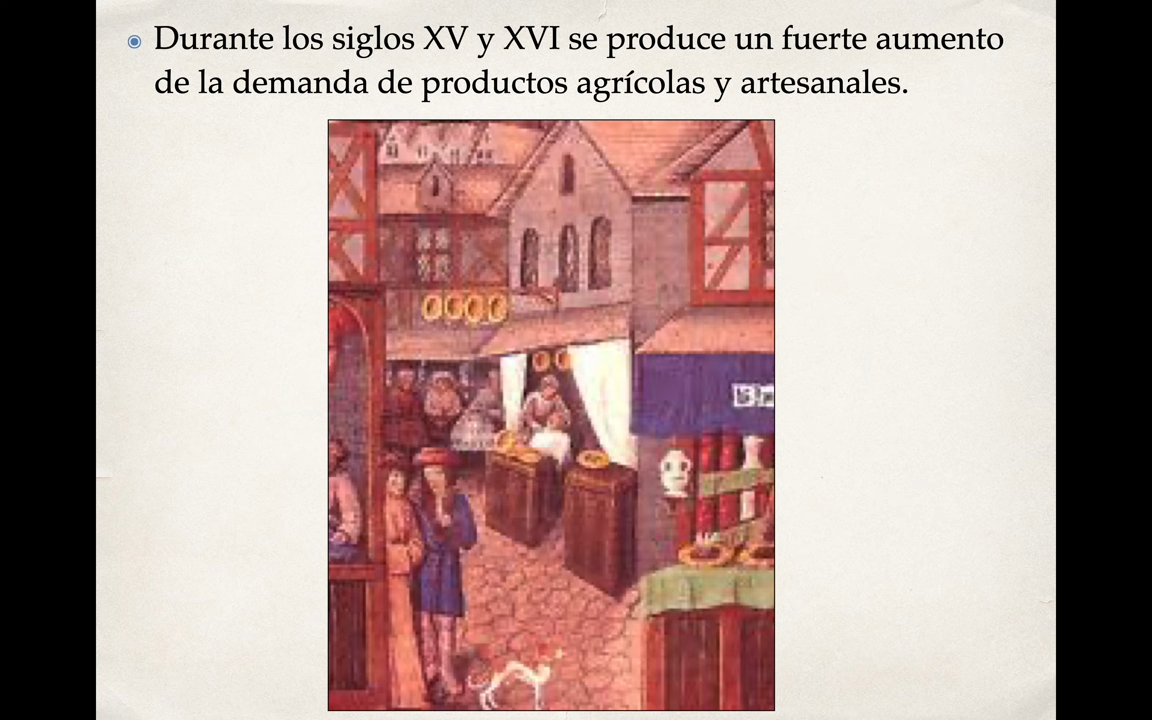 Durante los siglos XV y XVI se produce un fuerte aumento
de la demanda de productos agrícolas y artesanales.